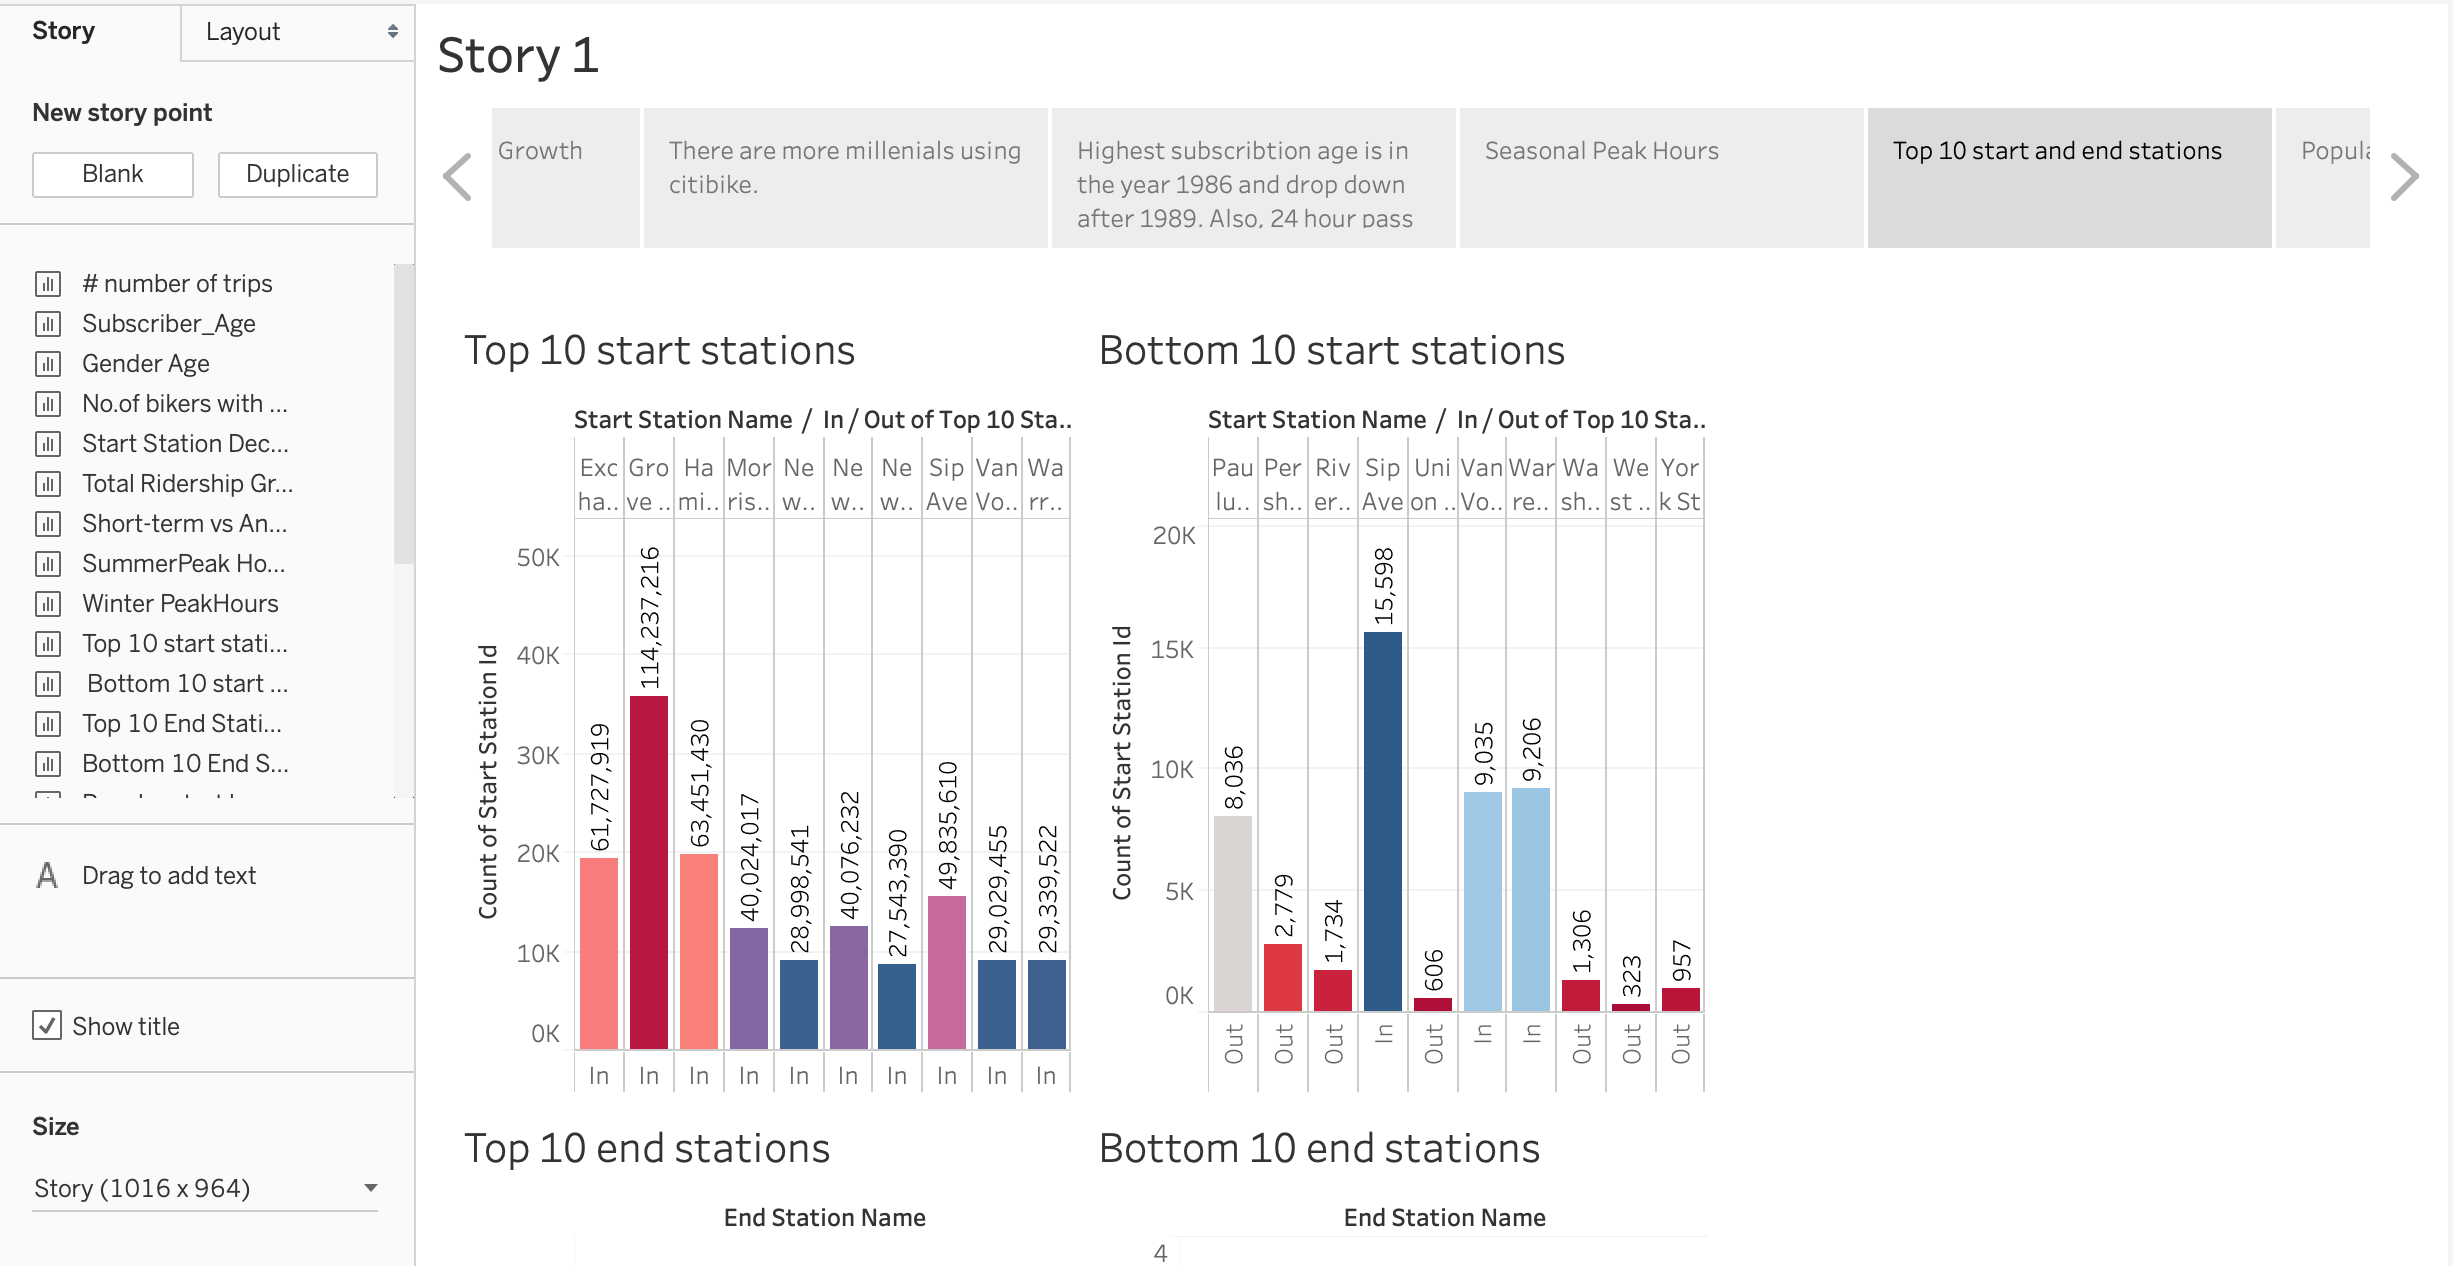 Story
Layout
New story point
Blank
Duplicate
# number of trips
Subscriber_Age
Gender Age
No.of bikers with ...
Start Station Dec...
Total Ridership Gr...
Short-term vs An...
SummerPeak Ho...
Winter PeakHours
Top 10 start stati...
Bottom 10 start ...
Top 10 End Stati...
Bottom 10 End S...
Drag to add text
Show title
Size
Story (1016 x 964)
Story 1
Growth
There are more millenials using
citibike.
Highest subscribtion age is in
the year 1986 and drop down
after 1989. Also, 24 hour pass
Seasonal Peak Hours
Top 10 start and end stations
Popula
Top 10 start stations
Start Station Name / In / Out of Top 10 Sta..
Exc
ha..
Gro
ve ..
Ha
mi..
Mor
ris..
Ne
w..
Ne
w..
Ne
w..
Sip
Ave
Van
Vo..
Wa
rr..
Count of Start Station Id
50K
40K
30K
20K
10K
0K
61,727,919
114,237,216
63,451,430
40,024,017
28,998,541
40,076,232
27,543,390
49,835,610
29,029,455
29,339,522
In
In
In
In
In
In
In
In
In
In
Bottom 10 start stations
Start Station Name / In / Out of Top 10 Sta..
Pau
lu..
Per
sh..
Riv
er..
Sip
Ave
Uni
on ..
Van
Vo..
War
re..
Wa
sh..
We
st ..
Yor
k St
Count of Start Station Id
20K
15K
10K
5K
0K
8,036
2,779
1,734
15,598
606
9,035
9,206
1,306
323
957
Out
Out
Out
In
Out
In
In
Out
Out
Out
Top 10 end stations
End Station Name
Bottom 10 end stations
End Station Name
4